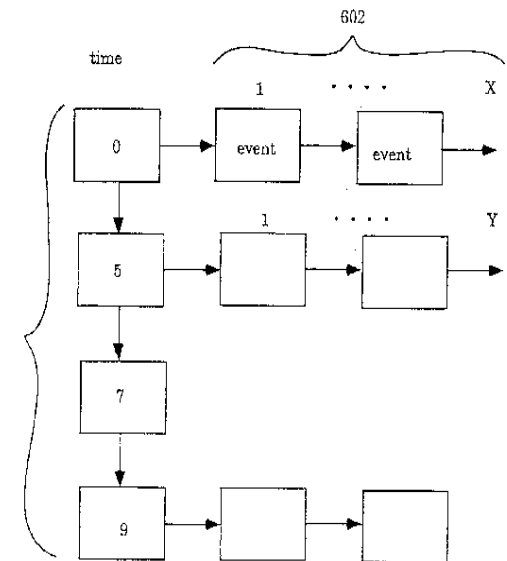 602
time
1 . . . . X
0 event event
1 . . . . Y
5
7
9